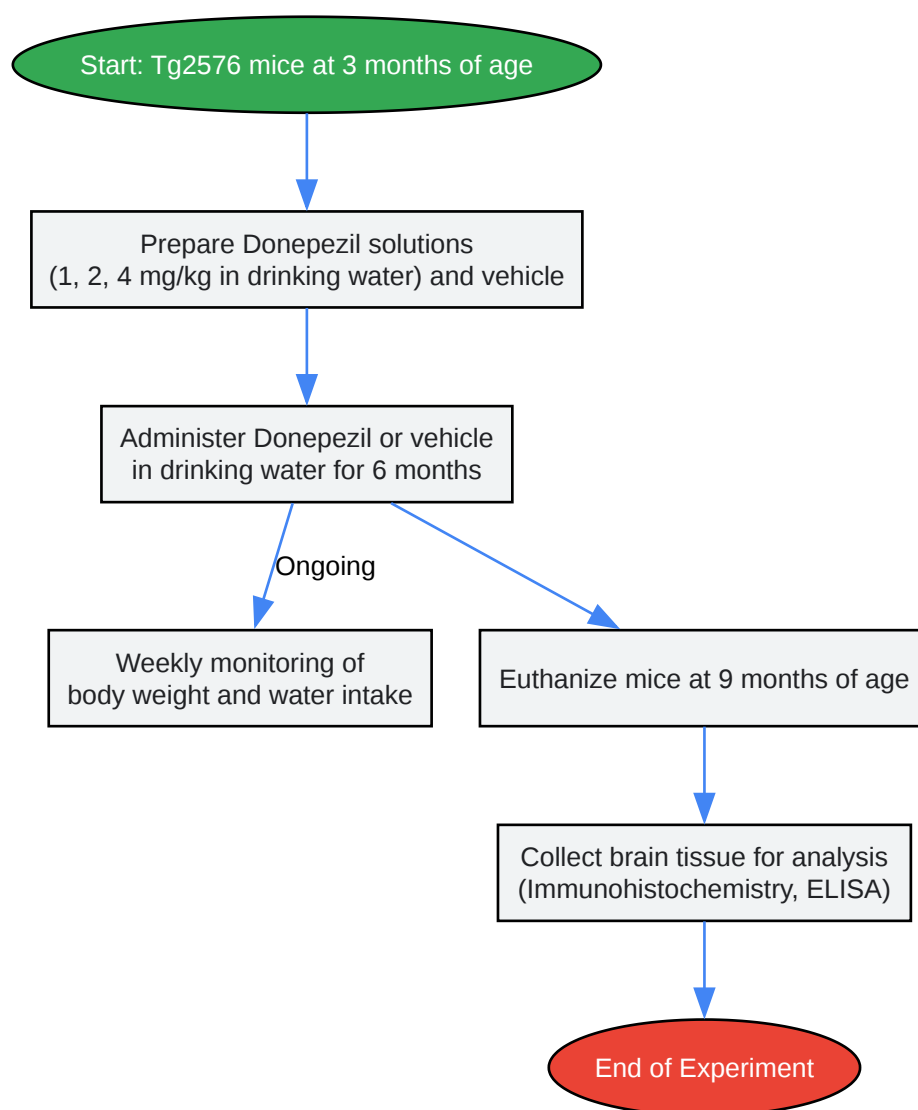 Start: Tg2576 mice at 3 months of age
Prepare Donepezil solutions
(1, 2, 4 mg/kg in drinking water) and vehicle
Administer Donepezil or vehicle
in drinking water for 6 months
Ongoing
Weekly monitoring of
body weight and water intake
Euthanize mice at 9 months of age
Collect brain tissue for analysis
(Immunohistochemistry, ELISA)
End of Experiment